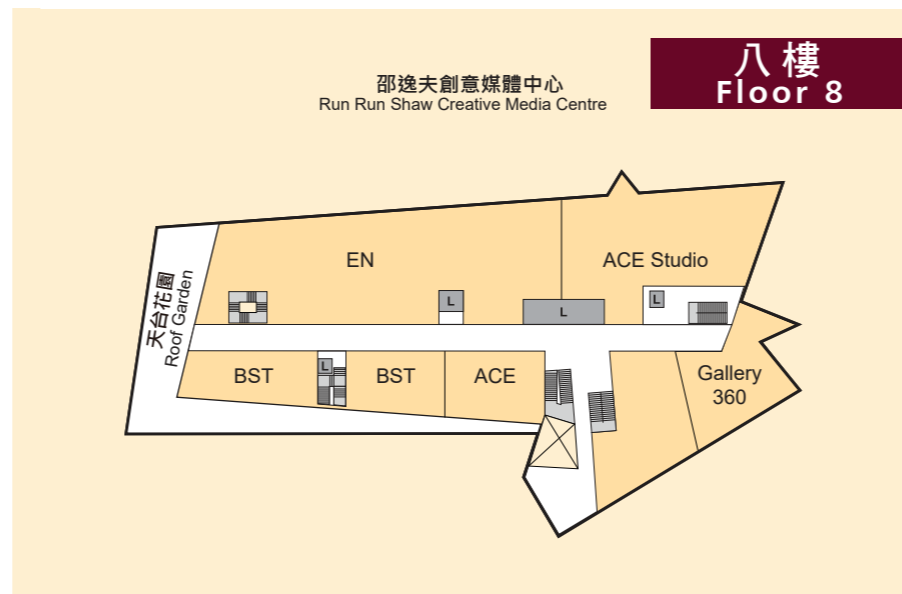 八樓
Floor 8
邵逸夫創意媒體中心
Run Run Shaw Creative Media Centre
天台花園
Roof Garden
EN
ACE Studio
L
L
L
L
BST
BST
ACE
Gallery
360